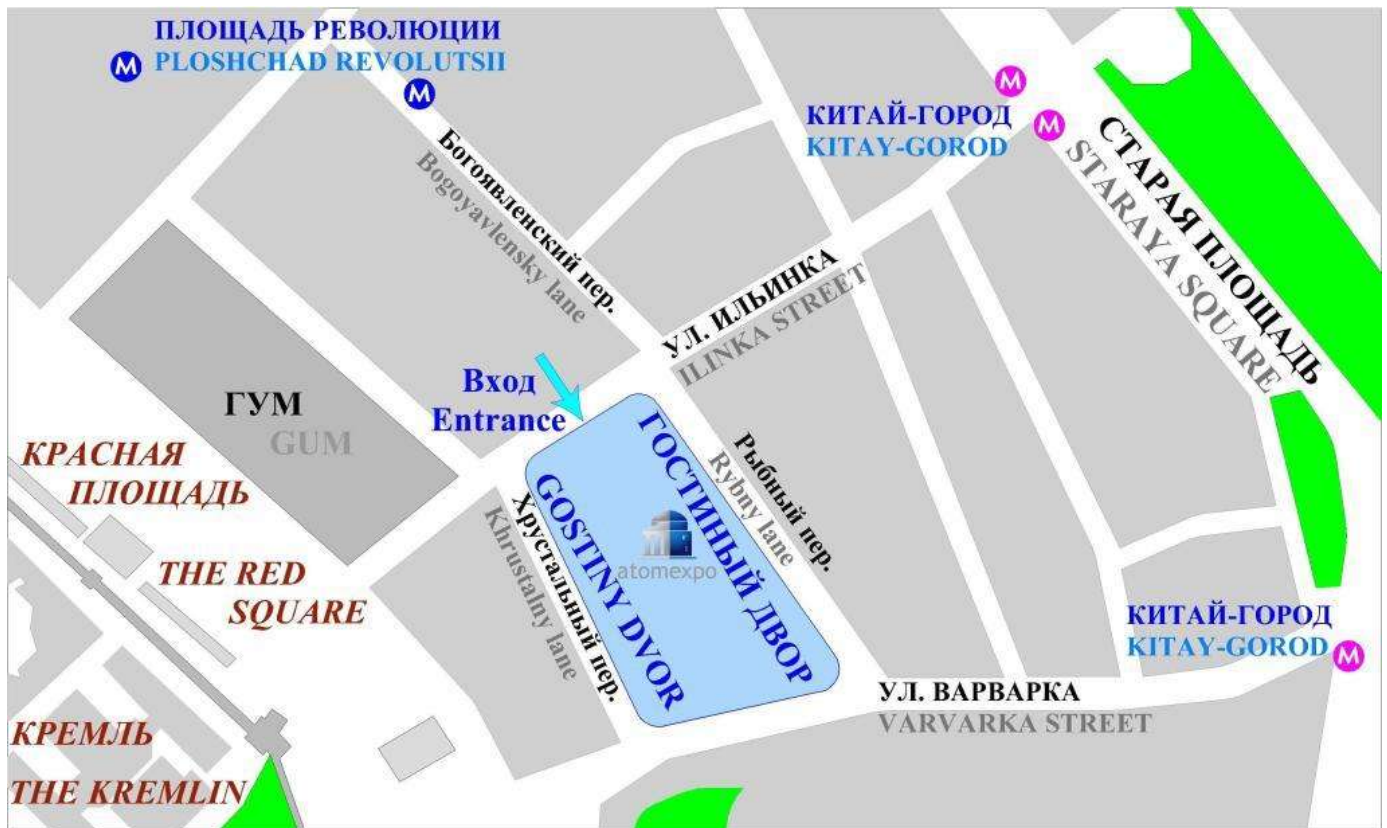 ПЛОЩАДЬ РЕВОЛЮЦИИ
M PLOSHCHAD REVOLUTSII
M
M
КИТАЙ-ГОРОД
KITAY-GOROD
M
СТАРАЯ ПЛОЩАДЬ
STARAYA SQUARE
Богоявленский пер.
Bogoyavlensky lane
УЛ. ИЛЬИНКА
ILINKA STREET
Вход
Entrance
ГУМ
GUM
КРАСНАЯ
ПЛОЩАДЬ
THE RED
SQUARE
ГОСТИНЫЙ ДВОР
GOSTINY DVOR
atomexpo
Рыбный пер.
Rybny lane
Хрустальный пер.
Khrustalny lane
КИТАЙ-ГОРОД
KITAY-GOROD M
УЛ. ВАРВАРКА
VARVARKA STREET
КРЕМЛЬ
THE KREMLIN